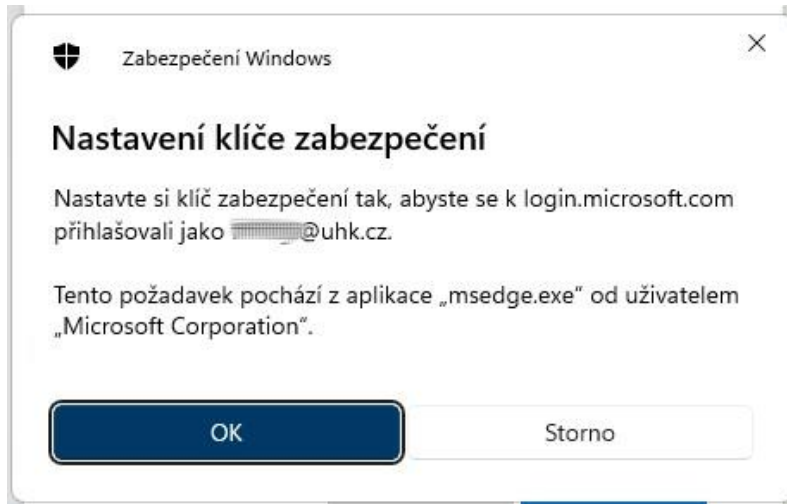 Zabezpečení Windows
Nastavení klíče zabezpečení
Nastavte si klíč zabezpečení tak, abyste se k login.microsoft.com
přihlašovali jako @uhk.cz.
Tento požadavek pochází z aplikace „msedge.exe“ od uživatelem
„Microsoft Corporation“.
OK
Storno